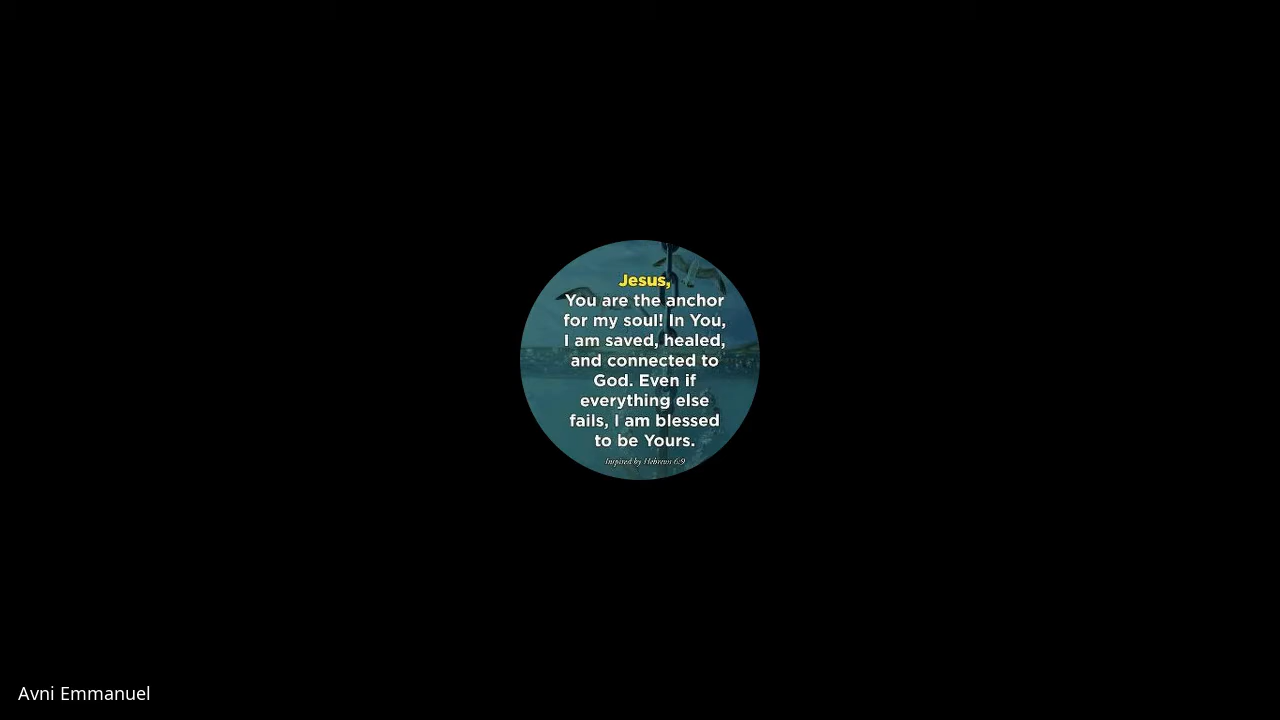 Jesus,
You are the anchor
for my soul! In You,
I am saved, healed,
and connected to
God. Even if
everything else
fails, I am blessed
to be Yours.
Inspired by Hebrews 6:9
Avni Emmanuel